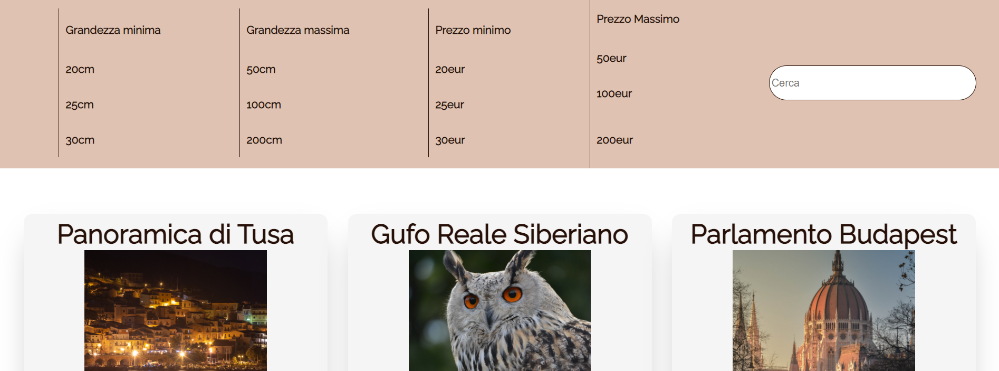 Grandezza minima
20cm
25cm
30cm
Grandezza massima
50cm
100cm
200cm
Prezzo minimo
20eur
25eur
30eur
Prezzo Massimo
50eur
100eur
200eur
Cerca
Panoramica di Tusa
Gufo Reale Siberiano
Parlamento Budapest